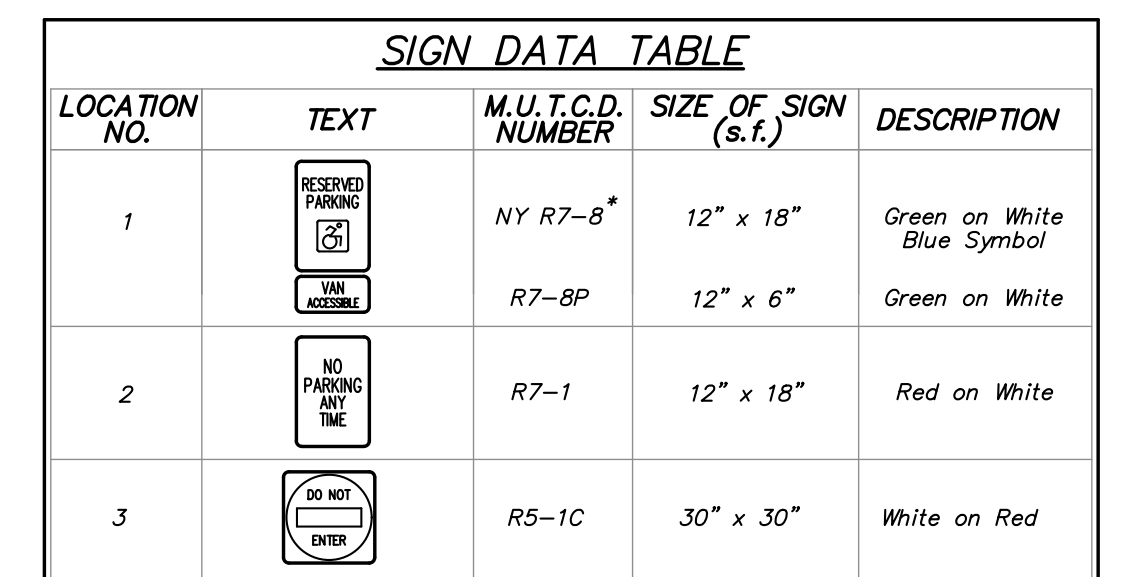 SIGN DATA TABLE
LOCATION NO.
TEXT
M.U.T.C.D. NUMBER
SIZE OF SIGN (s.f.)
DESCRIPTION
1
RESERVED
PARKING
NY R7-8*
12" x 18"
Green on White
Blue Symbol
VAN
ACCESSIBLE
R7-8P
12" x 6"
Green on White
2
NO
PARKING
ANY
TIME
R7-1
12" x 18"
Red on White
3
DO NOT
ENTER
R5-1C
30" x 30"
White on Red